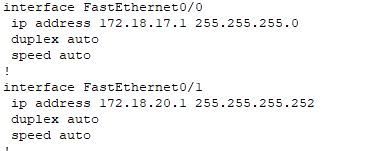 interface FastEthernet0/0
 ip address 172.18.17.1 255.255.255.0
 duplex auto
 speed auto
!
interface FastEthernet0/1
 ip address 172.18.20.1 255.255.255.252
 duplex auto
 speed auto
!